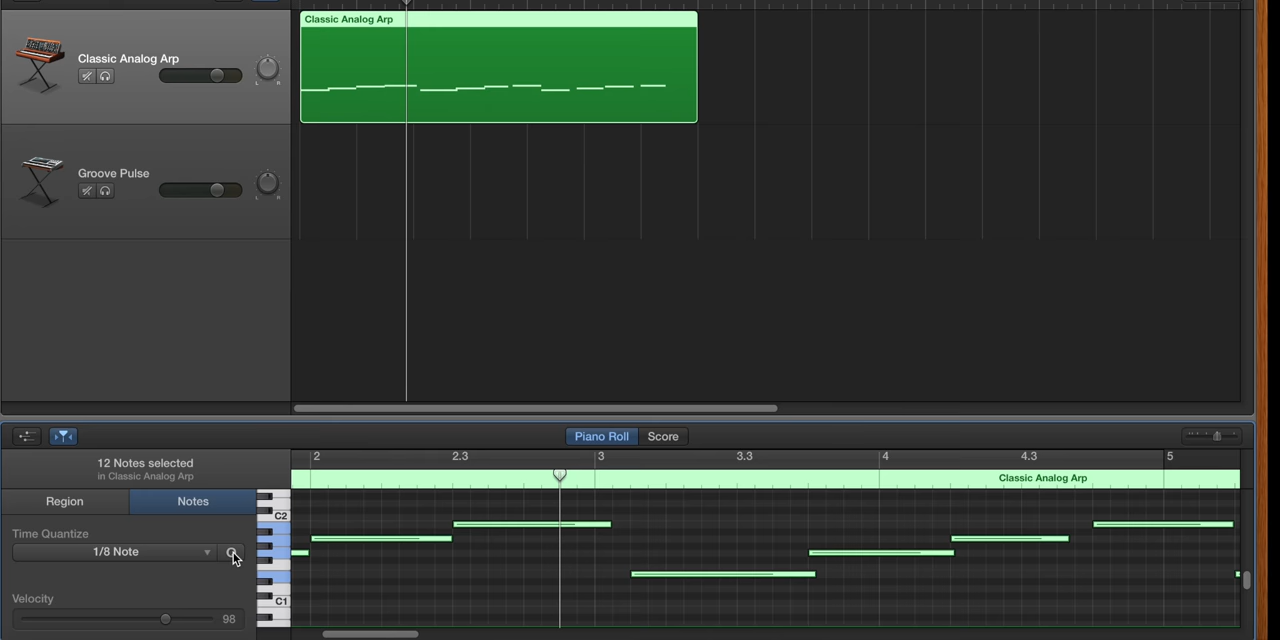 Classic Analog Arp
Classic Analog Arp
L R
Groove Pulse
L R
Piano Roll Score
12 Notes selected
in Classic Analog Arp
2 2.3 3 3.3 4 4.3 5
Classic Analog Arp
Region Notes
C2
Time Quantize
1/8 Note
Velocity
98
C1